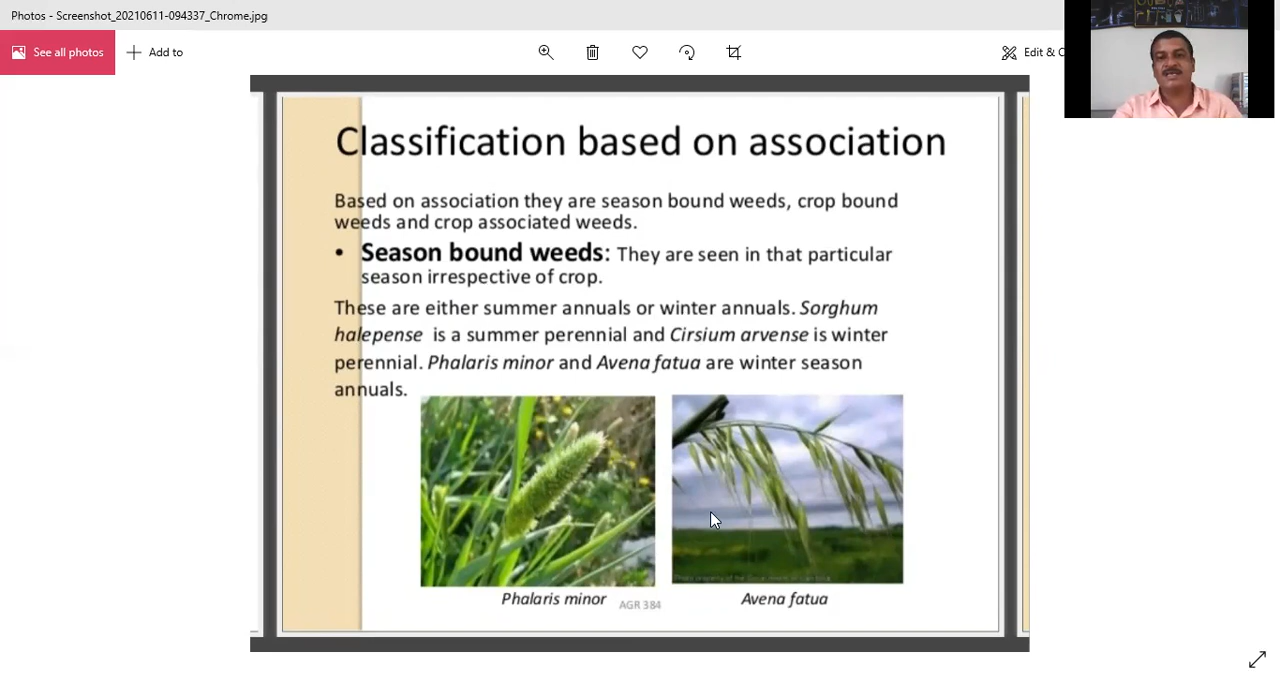 Photos - Screenshot_20210611-094337_Chrome.jpg
See all photos
Add to
Edit & C
Classification based on association
Based on association they are season bound weeds, crop bound
weeds and crop associated weeds.
• Season bound weeds: They are seen in that particular
season irrespective of crop.
These are either summer annuals or winter annuals. Sorghum
halepense is a summer perennial and Cirsium arvense is winter
perennial. Phalaris minor and Avena fatua are winter season
annuals.
Phalaris minor
AGR 384
Avena fatua